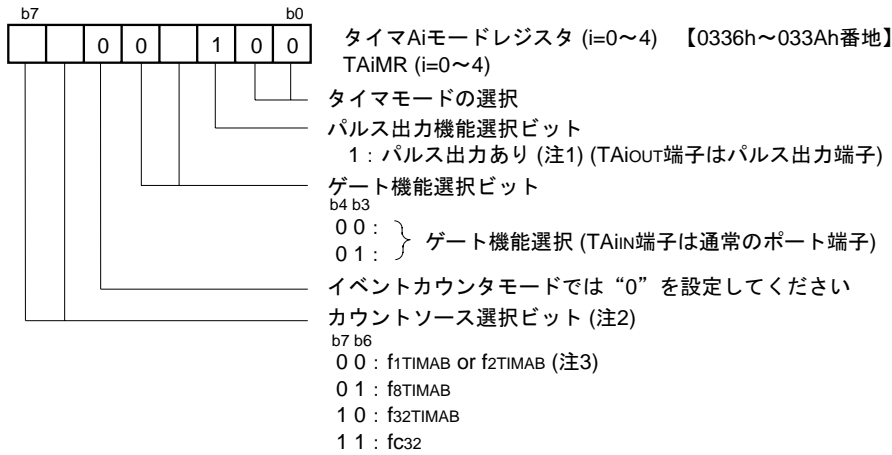 b7 b0
0 0 1 0 0
タイマAiモードレジスタ (i=0～4) 【0336h～033Ah番地】
TAiMR (i=0～4)
タイマモードの選択
パルス出力機能選択ビット
1 : パルス出力あり (注1) (TAiOUT端子はパルス出力端子)
ゲート機能選択ビット
b4 b3
0 0 :
0 1 :
ゲート機能選択 (TAiIN端子は通常のポート端子)
イベントカウンタモードでは“0”を設定してください
カウントソース選択ビット (注2)
b7 b6
0 0 : f1TIMAB or f2TIMAB (注3)
0 1 : f8TIMAB
1 0 : f32TIMAB
1 1 : fC32